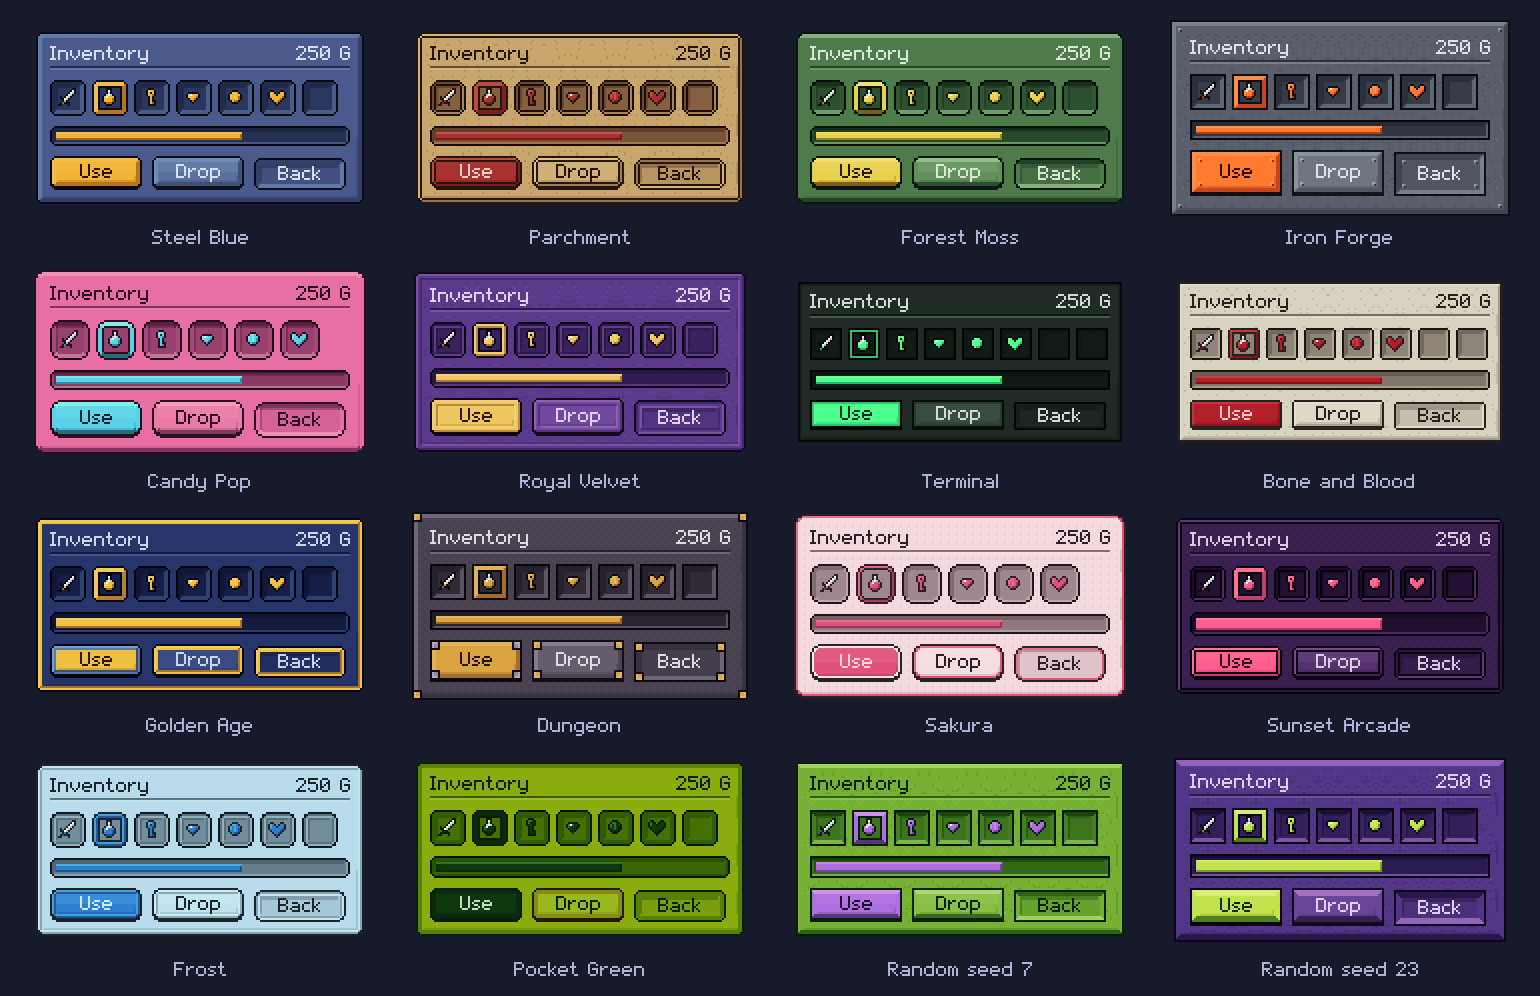 Inventory 250 G
Use Drop Back
Steel Blue
Inventory 250 G
Use Drop Back
Parchment
Inventory 250 G
Use Drop Back
Forest Moss
Inventory 250 G
Use Drop Back
Iron Forge
Inventory 250 G
Use Drop Back
Candy Pop
Inventory 250 G
Use Drop Back
Royal Velvet
Inventory 250 G
Use Drop Back
Terminal
Inventory 250 G
Use Drop Back
Bone and Blood
Inventory 250 G
Use Drop Back
Golden Age
Inventory 250 G
Use Drop Back
Dungeon
Inventory 250 G
Use Drop Back
Sakura
Inventory 250 G
Use Drop Back
Sunset Arcade
Inventory 250 G
Use Drop Back
Frost
Inventory 250 G
Use Drop Back
Pocket Green
Inventory 250 G
Use Drop Back
Random seed 7
Inventory 250 G
Use Drop Back
Random seed 23